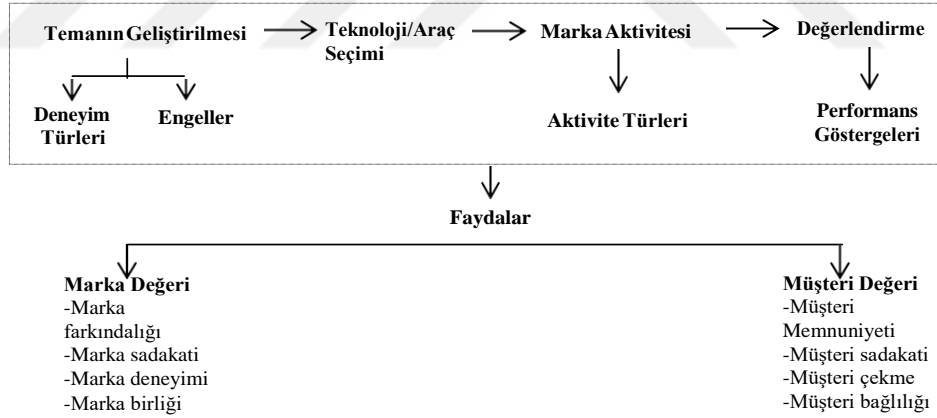 Temanın Geliştirilmesi
Teknoloji/Araç
Seçimi
Marka Aktivitesi
Değerlendirme
Deneyim
Türleri
Engeller
Aktivite Türleri
Performans
Göstergeleri
Faydalar
Marka Değeri
-Marka
farkındalığı
-Marka sadakati
-Marka deneyimi
-Marka birliği
Müşteri Değeri
-Müşteri
Memnuniyeti
-Müşteri sadakati
-Müşteri çekme
-Müşteri bağlılığı